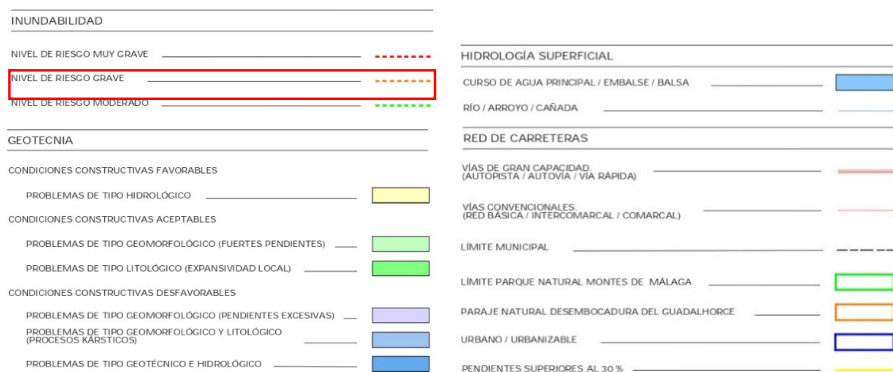 INUNDABILIDAD
NIVEL DE RIESGO MUY GRAVE
NIVEL DE RIESGO GRAVE
NIVEL DE RIESGO MODERADO
GEOTECNIA
CONDICIONES CONSTRUCTIVAS FAVORABLES
PROBLEMAS DE TIPO HIDROLÓGICO
CONDICIONES CONSTRUCTIVAS ACEPTABLES
PROBLEMAS DE TIPO GEOMORFOLÓGICO (FUERTES PENDIENTES)
PROBLEMAS DE TIPO LITOLÓGICO (EXPANSIVIDAD LOCAL)
CONDICIONES CONSTRUCTIVAS DESFAVORABLES
PROBLEMAS DE TIPO GEOMORFOLÓGICO (PENDIENTES EXCESIVAS)
PROBLEMAS DE TIPO GEOMORFOLÓGICO Y LITOLÓGICO
(PROCESOS KÁRSTICOS)
PROBLEMAS DE TIPO GEOTÉCNICO E HIDROLÓGICO
HIDROLOGÍA SUPERFICIAL
CURSO DE AGUA PRINCIPAL / EMBALSE / BALSA
RÍO / ARROYO / CAÑADA
RED DE CARRETERAS
VÍAS DE GRAN CAPACIDAD.
(AUTOPISTA / AUTOVÍA / VÍA RÁPIDA)
VÍAS CONVENCIONALES.
(RED BÁSICA / INTERCOMARCAL / COMARCAL)
LÍMITE MUNICIPAL
LÍMITE PARQUE NATURAL MONTES DE MÁLAGA
PARAJE NATURAL DESEMBOCADURA DEL GUADALHORCE
URBANO / URBANIZABLE
PENDIENTES SUPERIORES AL 30 %